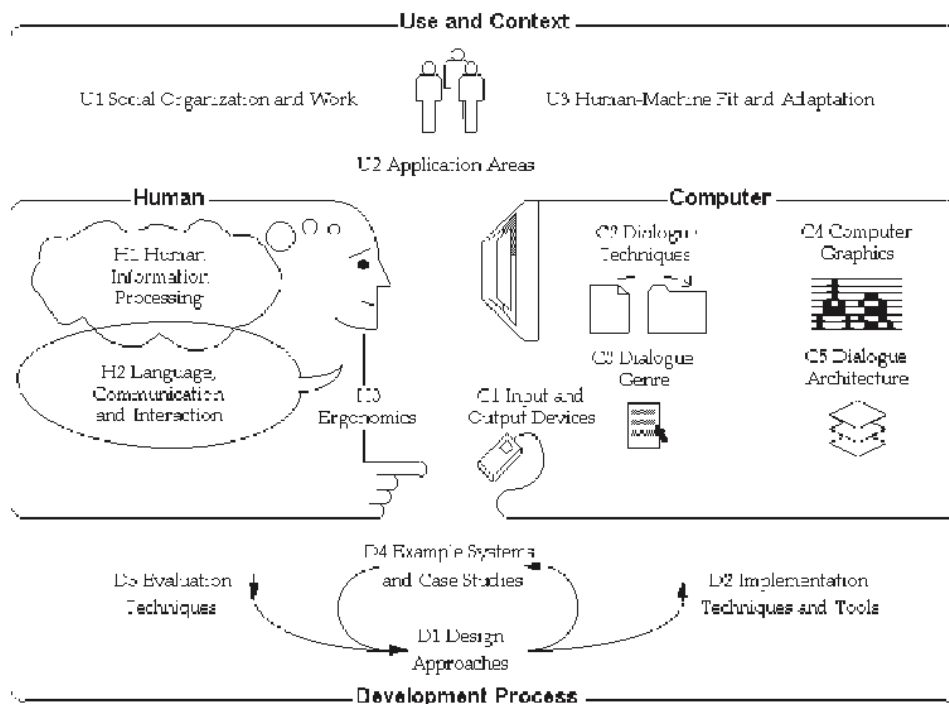 Use and Context
U1 Social Organization and Work
U3 Human-Machine Fit and Adaptation
U2 Application Areas
Human
H1 Human
Information
Processing
H2 Language,
Communication
and Interaction
H3
Ergonomics
Computer
C1 Input and
Output Devices
C2 Dialogue
Techniques
C3 Dialogue
Genre
C4 Computer
Graphics
C5 Dialogue
Architecture
D3 Evaluation
Techniques
D4 Example Systems
and Case Studies
D2 Implementation
Techniques and Tools
D1 Design
Approaches
Development Process